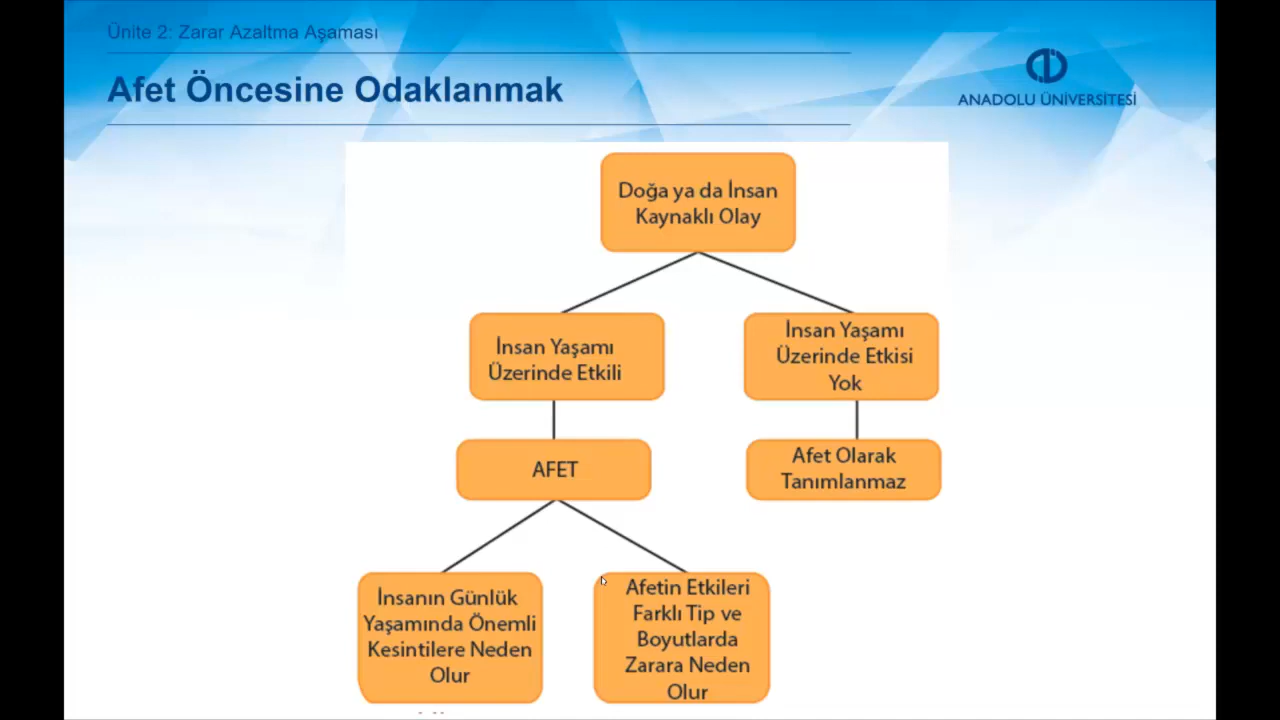 Ünite 2: Zarar Azaltma Aşaması
Afet Öncesine Odaklanmak
ANADOLU ÜNİVERSİTESİ
Doğa ya da İnsan
Kaynaklı Olay
İnsan Yaşamı
Üzerinde Etkili
İnsan Yaşamı
Üzerinde Etkisi
Yok
AFET
Afet Olarak
Tanımlanmaz
İnsanın Günlük
Yaşamında Önemli
Kesintilere Neden
Olur
Afetin Etkileri
Farklı Tip ve
Boyutlarda
Zarara Neden
Olur